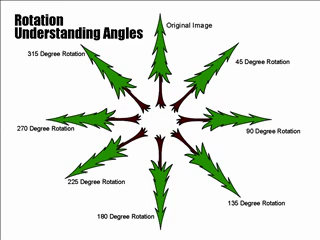 Rotation
Understanding Angles
Original Image
315 Degree Rotation
45 Degree Rotation
270 Degree Rotation
90 Degree Rotation
225 Degree Rotation
135 Degree Rotation
180 Degree Rotation